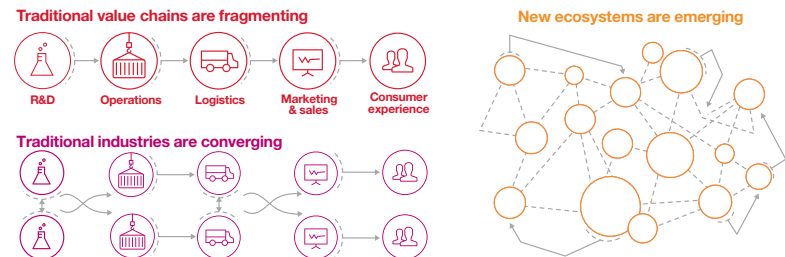 Traditional value chains are fragmenting
R&D
Operations
Logistics
Marketing
& sales
Consumer
experience
Traditional industries are converging
New ecosystems are emerging